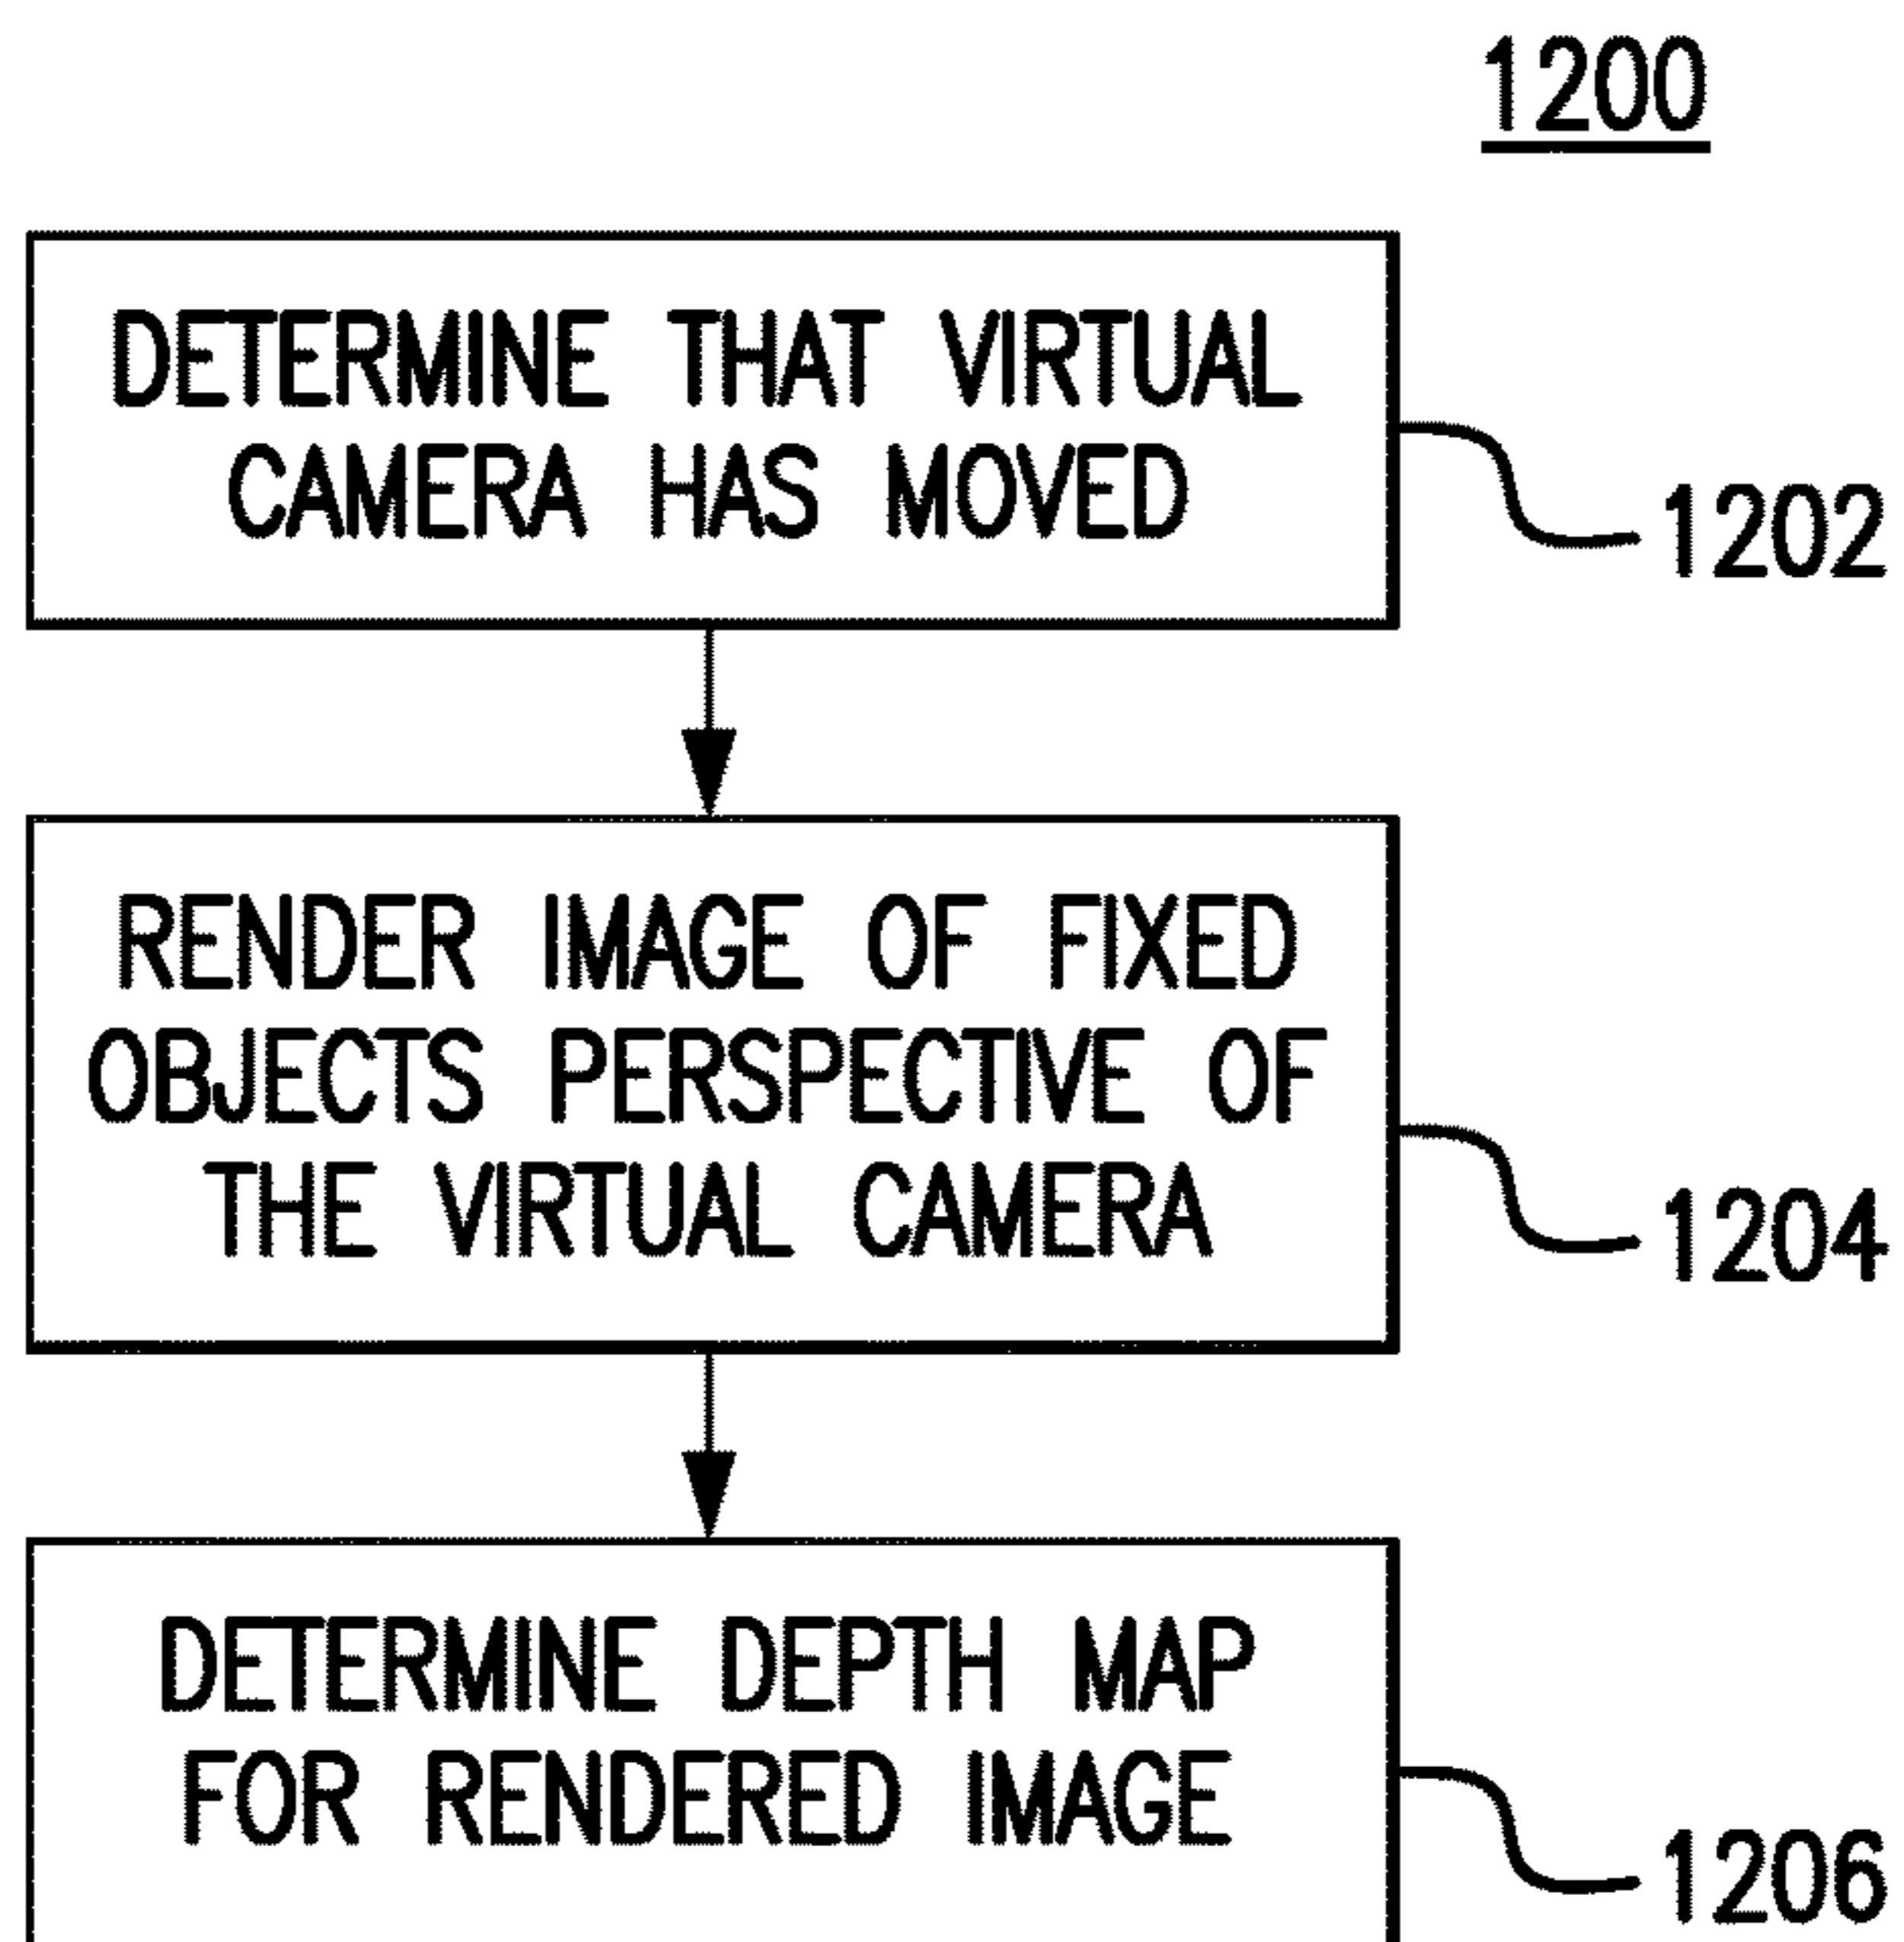 1200
DETERMINE THAT VIRTUAL
CAMERA HAS MOVED
1202
RENDER IMAGE OF FIXED
OBJECTS PERSPECTIVE OF
THE VIRTUAL CAMERA
1204
DETERMINE DEPTH MAP
FOR RENDERED IMAGE
1206